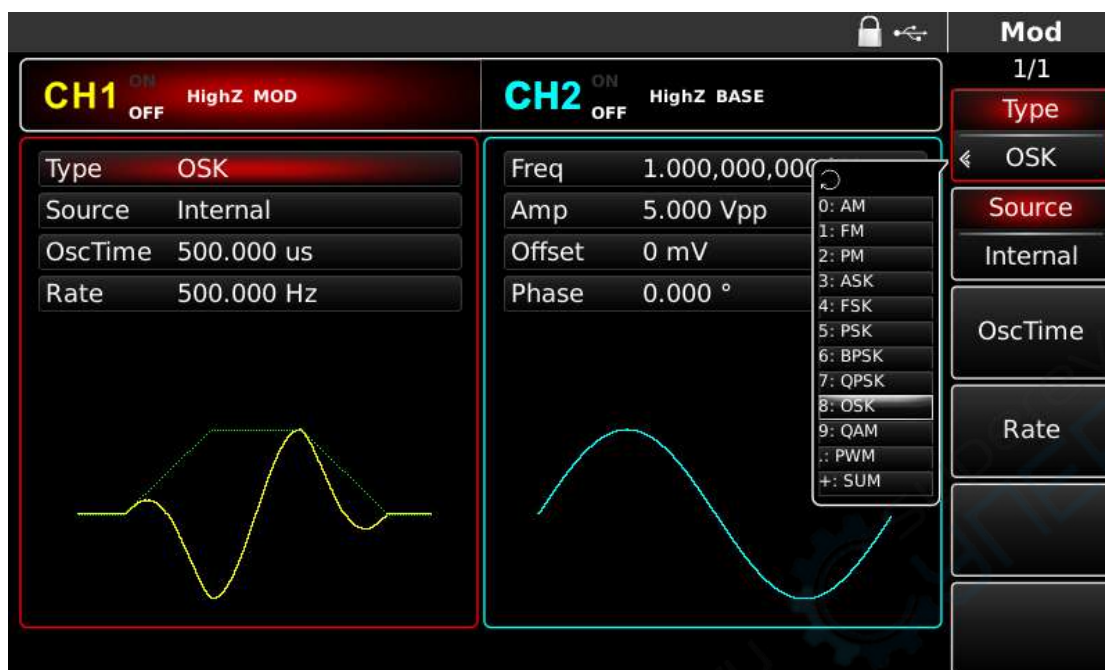 Mod
1/1
CH1 ON OFF HighZ MOD
CH2 ON OFF HighZ BASE
Type
OSK
Type OSK
Source Internal
OscTime 500.000 us
Rate 500.000 Hz
Freq 1.000,000,000
Amp 5.000 Vpp
Offset 0 mV
Phase 0.000 °
0: AM
1: FM
2: PM
3: ASK
4: FSK
5: PSK
6: BPSK
7: QPSK
8: OSK
9: QAM
.: PWM
+: SUM
Source
Internal
OscTime
Rate